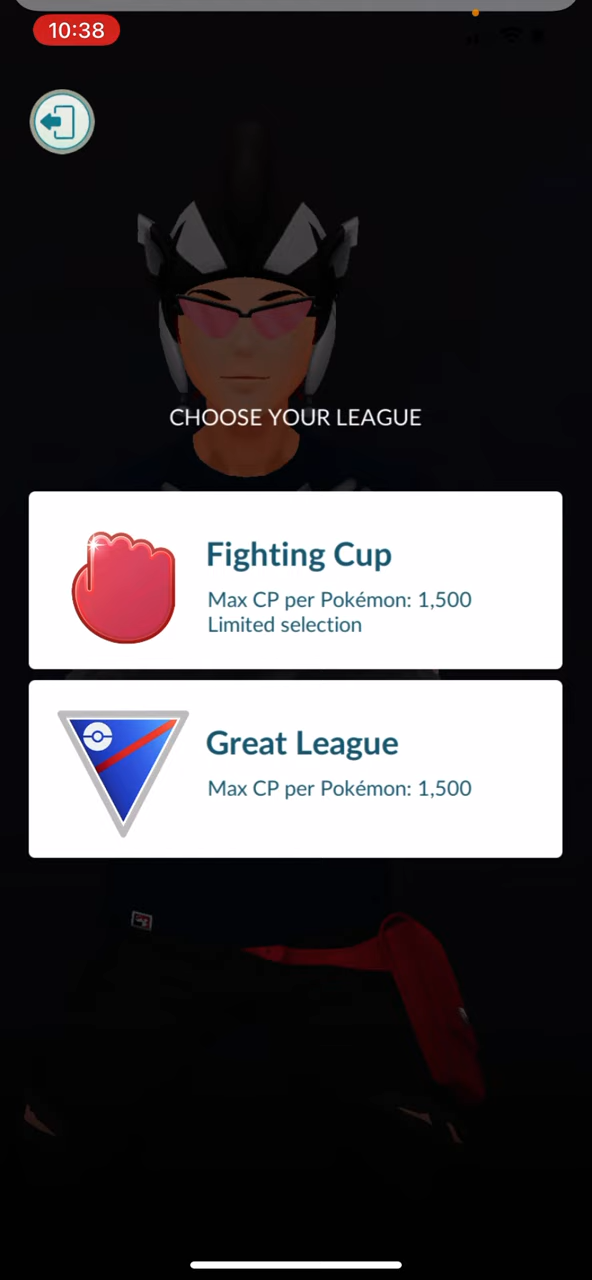 10:38
CHOOSE YOUR LEAGUE
Fighting Cup
Max CP per Pokémon: 1,500
Limited selection
Great League
Max CP per Pokémon: 1,500